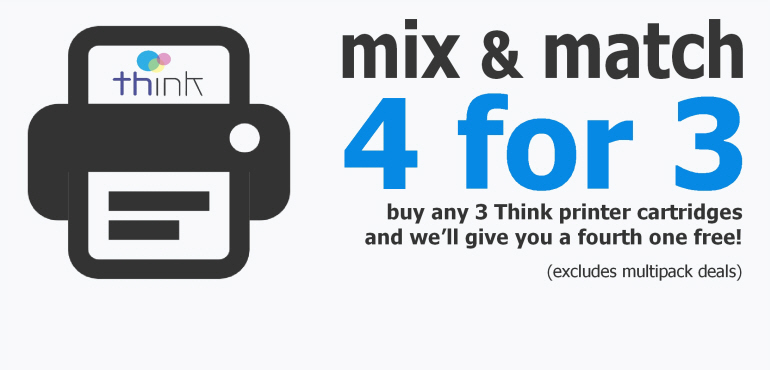 think
mix & match
4 for 3
buy any 3 Think printer cartridges
and we'll give you a fourth one free!
(excludes multipack deals)